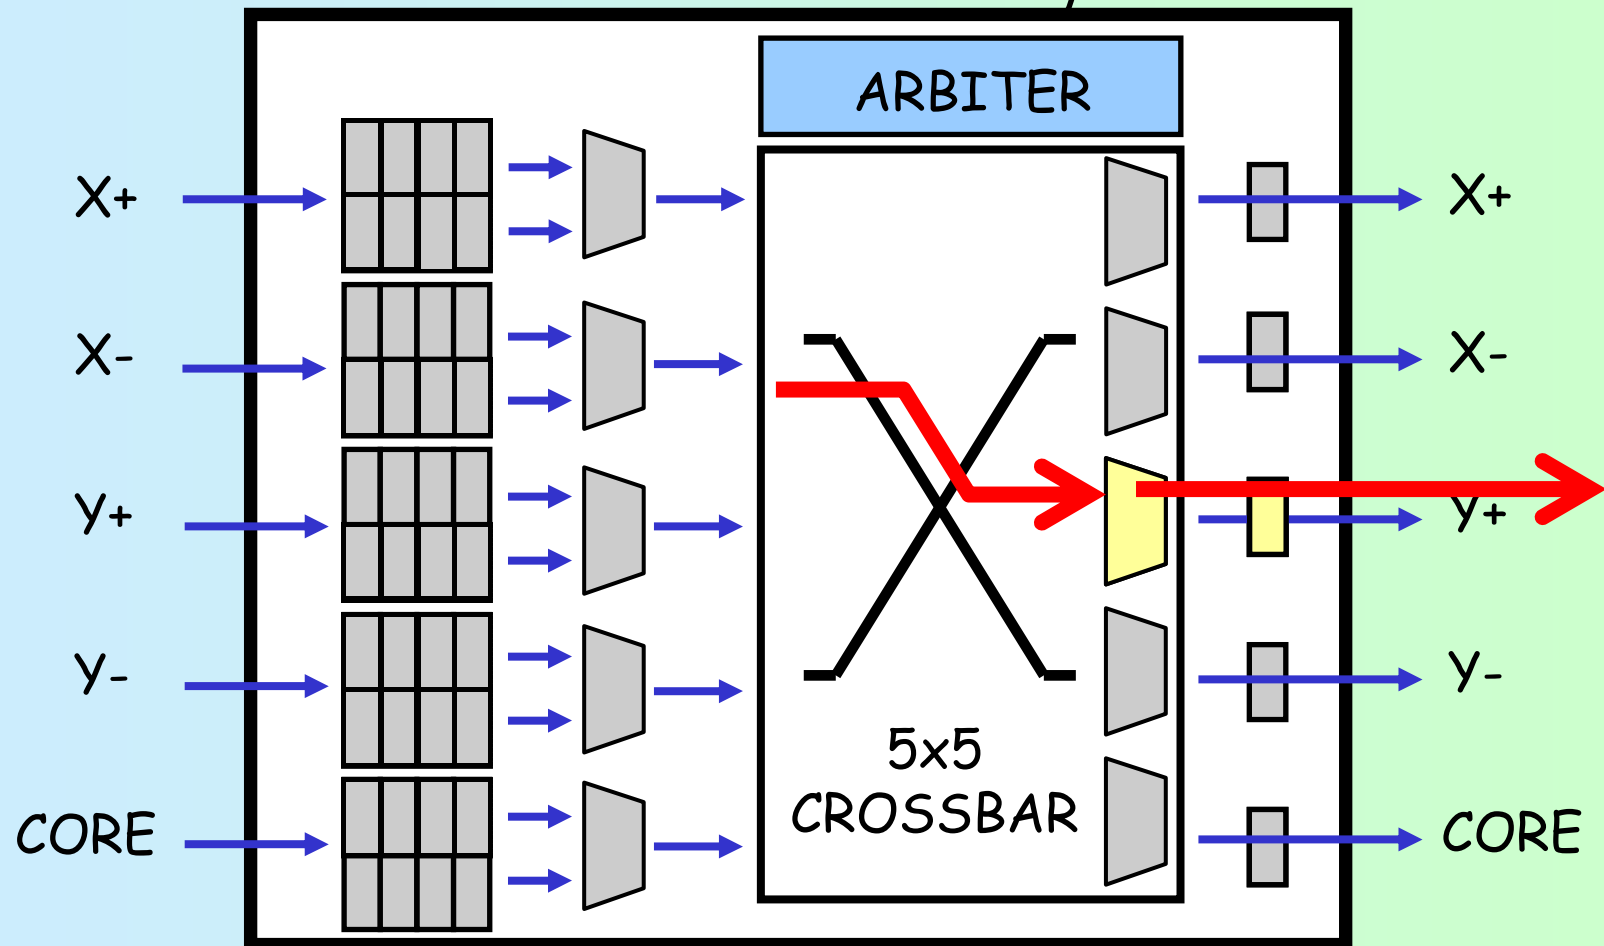 ARBITER
X+
X+
X-
X-
Y+
Y+
Y-
Y-
5x5
CROSSBAR
CORE
CORE